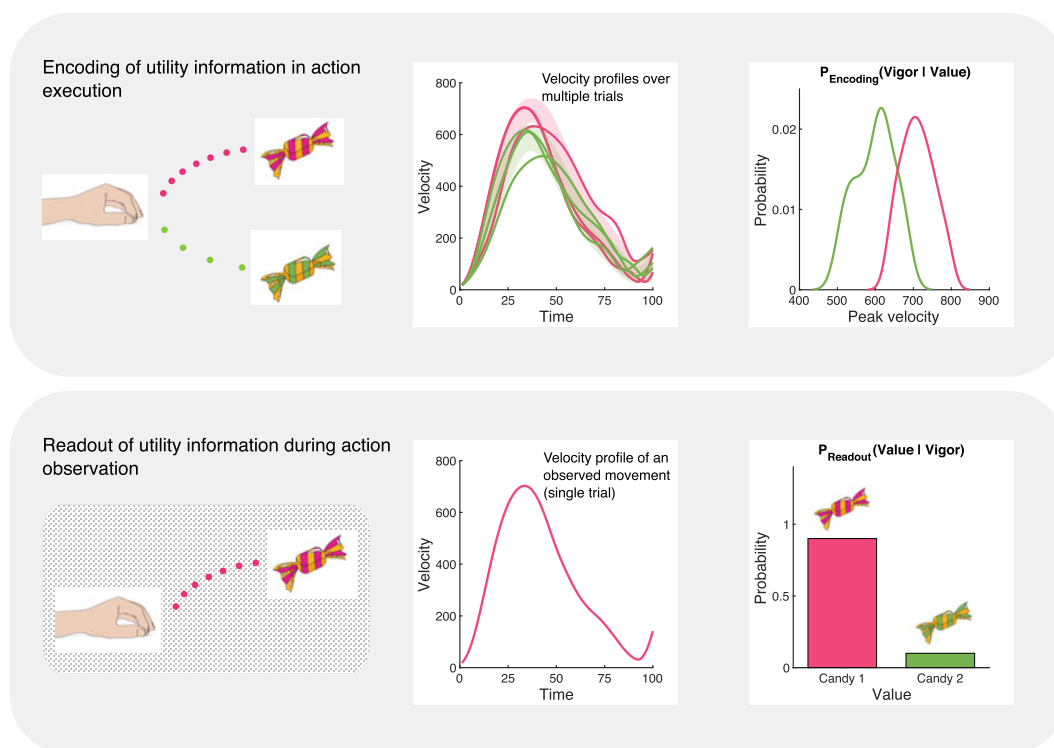 Encoding of utility information in action
execution
Velocity profiles over
multiple trials
800
600
400
200
0
Velocity
0 25 50 75 100
Time
P_Encoding(Vigor | Value)
0.02
0.01
0
Probability
400 500 600 700 800 900
Peak velocity
Readout of utility information during action
observation
Velocity profile of an
observed movement
(single trial)
800
600
400
200
0
Velocity
0 25 50 75 100
Time
P_Readout(Value | Vigor)
1
0.5
0
Probability
Candy 1 Candy 2
Value